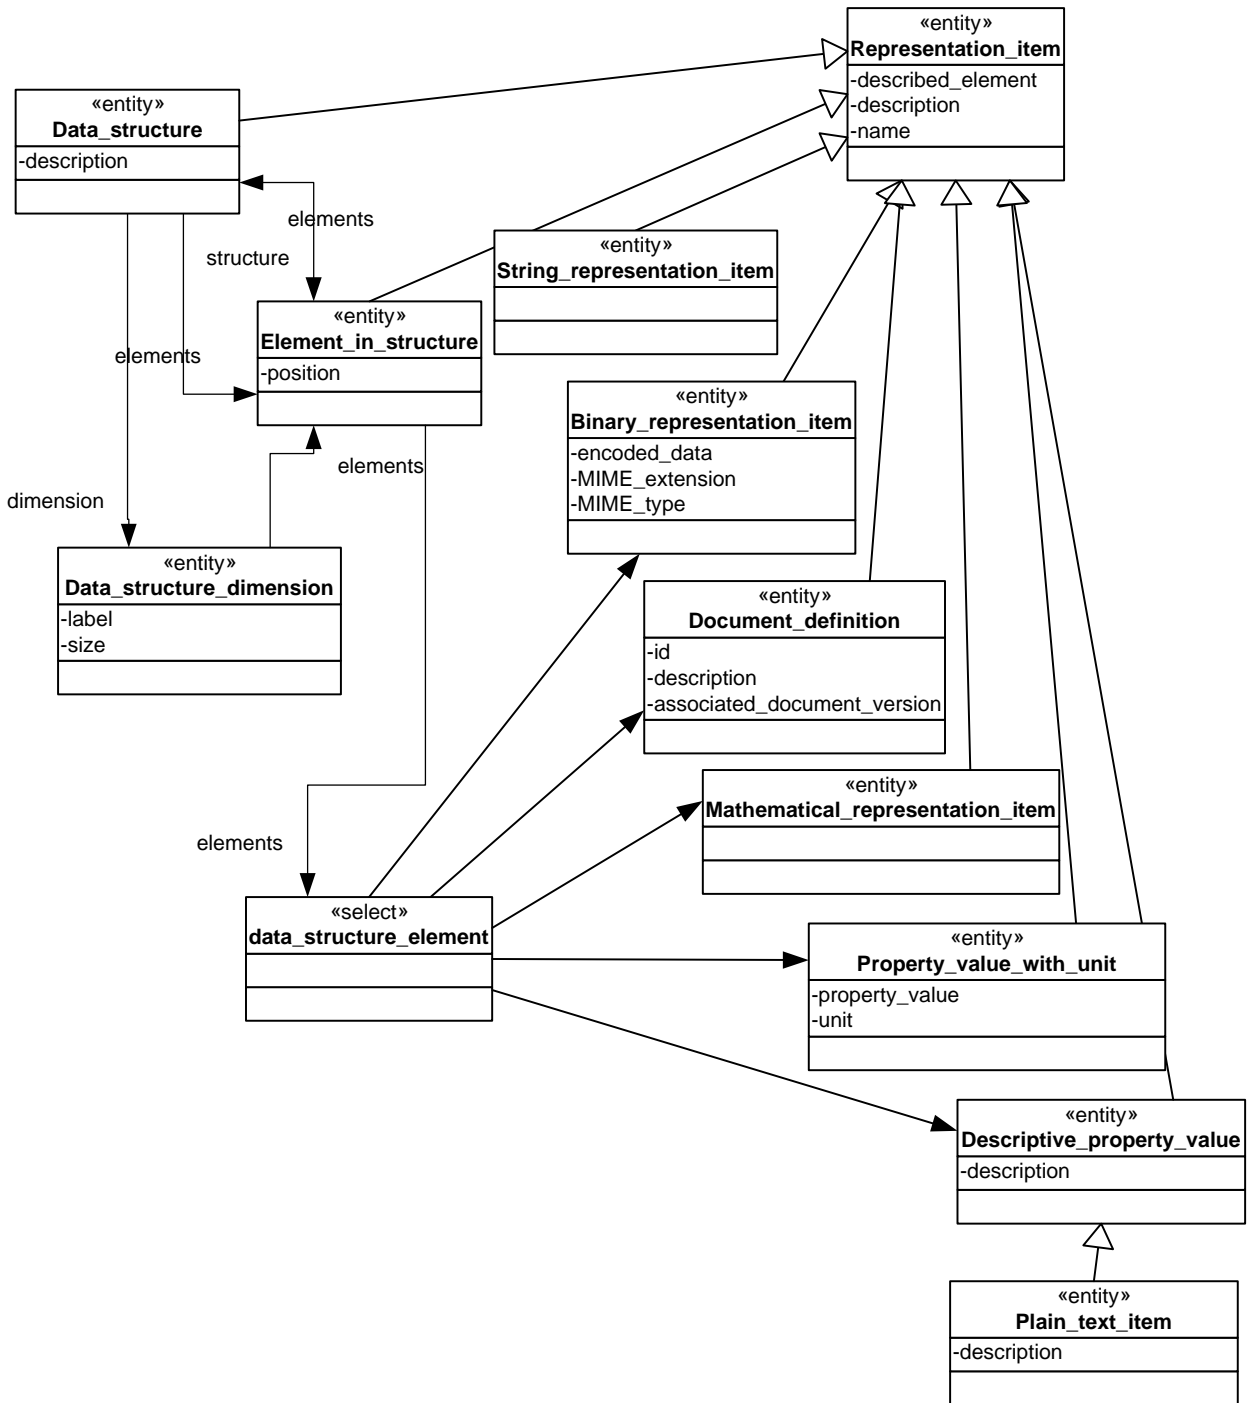 «entity»
Representation_item
-described_element
-description
-name
«entity»
Data_structure
-description
elements
structure
«entity»
String_representation_item
«entity»
Element_in_structure
-position
elements
«entity»
Binary_representation_item
-encoded_data
-MIME_extension
-MIME_type
elements
dimension
«entity»
Data_structure_dimension
-label
-size
«entity»
Document_definition
-id
-description
-associated_document_version
«entity»
Mathematical_representation_item
elements
«select»
data_structure_element
«entity»
Property_value_with_unit
-property_value
-unit
«entity»
Descriptive_property_value
-description
«entity»
Plain_text_item
-description